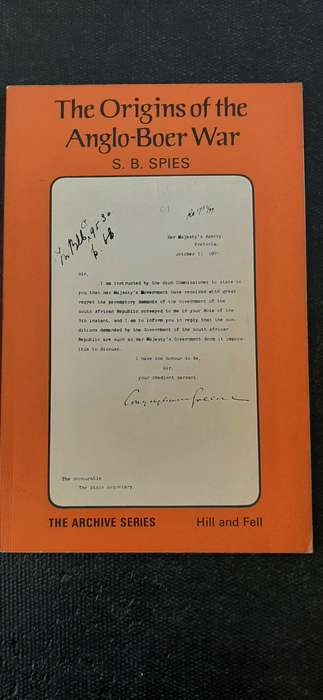 The Origins of the
Anglo-Boer War
S. B. SPIES
Her Majesty's Agency,
Pretoria,
October 11 189
Sir,
I am instructed by the High Commissioner to state to
you that Her Majesty's Government have received with great
regret the peremptory demands of the Government of the
South African Republic conveyed to me in your Note of the
9th instant, and I am to inform you in reply that the con-
ditions demanded by the Government of the South African
Republic are such as Her Majesty's Government deem it impos-
sible to discuss.
I have the honour to be,
Sir,
your obedient servant
The Honourable
The State Secretary.
THE ARCHIVE SERIES
Hill and Fell